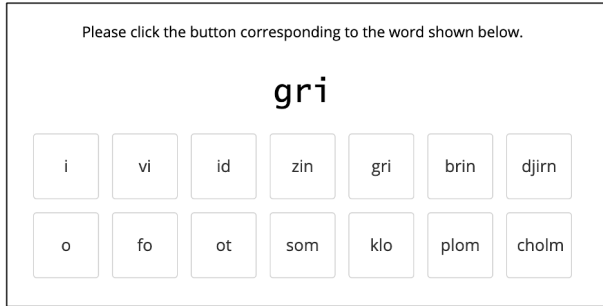 Please click the button corresponding to the word shown below.
gri
i vi id zin gri brin djirn
o fo ot som klo plom cholm